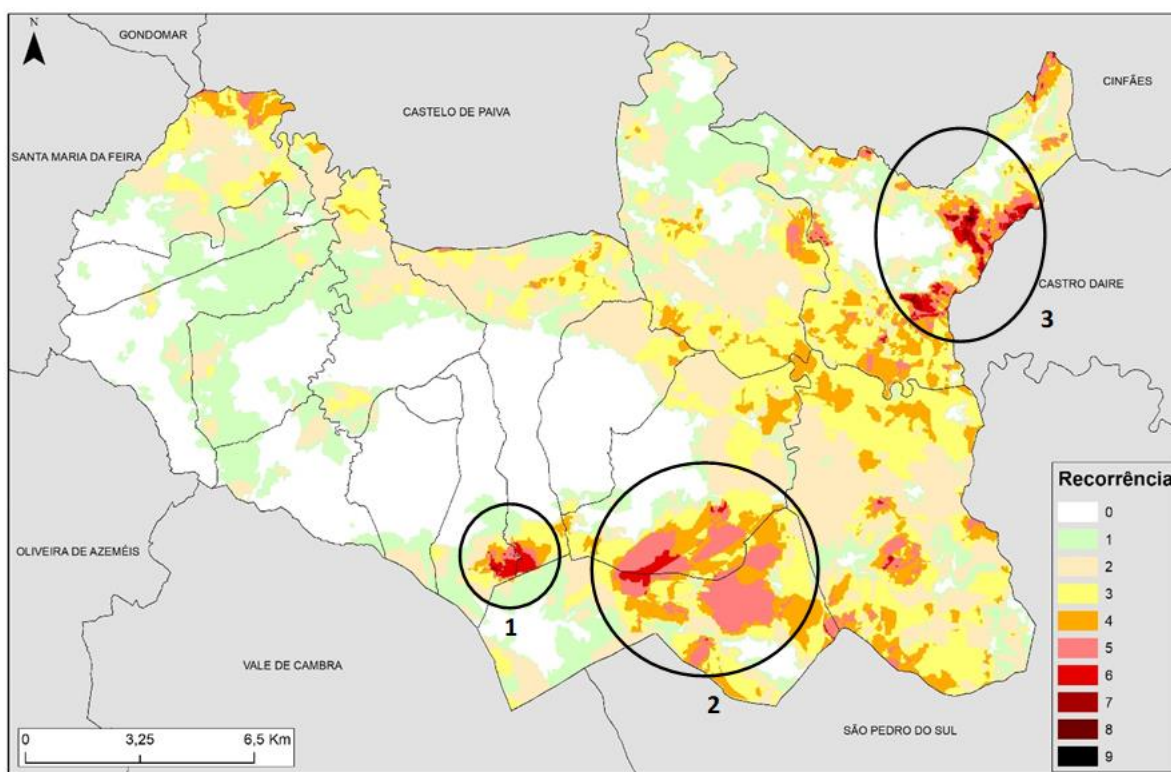 N
GONDOMAR
CINFÃES
CASTELO DE PAIVA
SANTA MARIA DA FEIRA
CASTRO DAIRE
3
Recorrência
0
1
2
3
4
5
6
7
8
9
OLIVEIRA DE AZEMÉIS
1
VALE DE CAMBRA
2
SÃO PEDRO DO SUL
0 3,25 6,5 Km